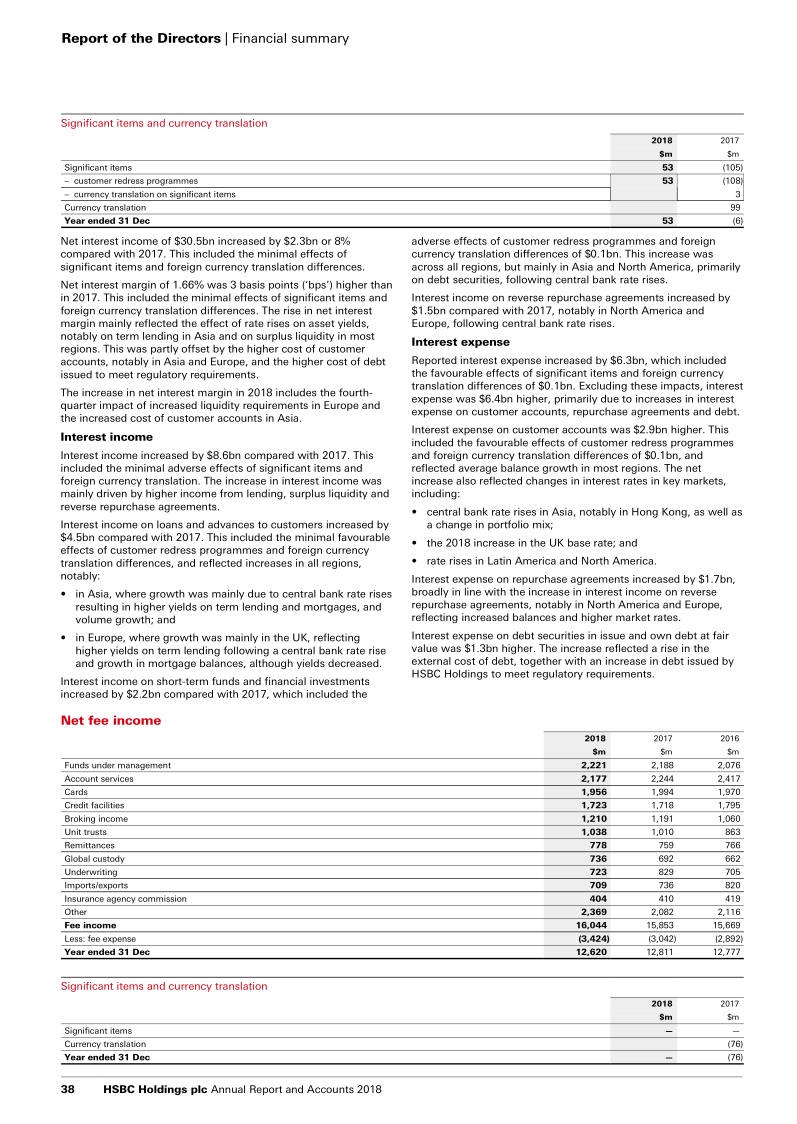 Report of the Directors | Financial summary
Significant items and currency translation
2018 2017
$m $m
Significant items 53 (105)
– customer redress programmes 53 (108)
– currency translation on significant items 3
Currency translation 99
Year ended 31 Dec 53 (6)
Net interest income of $30.5bn increased by $2.3bn or 8%
compared with 2017. This included the minimal effects of
significant items and foreign currency translation differences.
Net interest margin of 1.66% was 3 basis points (‘bps’) higher than
in 2017. This included the minimal effects of significant items and
foreign currency translation differences. The rise in net interest
margin mainly reflected the effect of rate rises on asset yields,
notably on term lending in Asia and on surplus liquidity in most
regions. This was partly offset by the higher cost of customer
accounts, notably in Asia and Europe, and the higher cost of debt
issued to meet regulatory requirements.
The increase in net interest margin in 2018 includes the fourth-
quarter impact of increased liquidity requirements in Europe and
the increased cost of customer accounts in Asia.
Interest income
Interest income increased by $8.6bn compared with 2017. This
included the minimal adverse effects of significant items and
foreign currency translation. The increase in interest income was
mainly driven by higher income from lending, surplus liquidity and
reverse repurchase agreements.
Interest income on loans and advances to customers increased by
$4.5bn compared with 2017. This included the minimal favourable
effects of customer redress programmes and foreign currency
translation differences, and reflected increases in all regions,
notably:
• in Asia, where growth was mainly due to central bank rate rises
resulting in higher yields on term lending and mortgages, and
volume growth; and
• in Europe, where growth was mainly in the UK, reflecting
higher yields on term lending following a central bank rate rise
and growth in mortgage balances, although yields decreased.
Interest income on short-term funds and financial investments
increased by $2.2bn compared with 2017, which included the
adverse effects of customer redress programmes and foreign
currency translation differences of $0.1bn. This increase was
across all regions, but mainly in Asia and North America, primarily
on debt securities, following central bank rate rises.
Interest income on reverse repurchase agreements increased by
$1.5bn compared with 2017, notably in North America and
Europe, following central bank rate rises.
Interest expense
Reported interest expense increased by $6.3bn, which included
the favourable effects of significant items and foreign currency
translation differences of $0.1bn. Excluding these impacts, interest
expense was $6.4bn higher, primarily due to increases in interest
expense on customer accounts, repurchase agreements and debt.
Interest expense on customer accounts was $2.9bn higher. This
included the favourable effects of customer redress programmes
and foreign currency translation differences of $0.1bn, and
reflected average balance growth in most regions. The net
increase also reflected changes in interest rates in key markets,
including:
• central bank rate rises in Asia, notably in Hong Kong, as well as
a change in portfolio mix;
• the 2018 increase in the UK base rate; and
• rate rises in Latin America and North America.
Interest expense on repurchase agreements increased by $1.7bn,
broadly in line with the increase in interest income on reverse
repurchase agreements, notably in North America and Europe,
reflecting increased balances and higher market rates.
Interest expense on debt securities in issue and own debt at fair
value was $1.3bn higher. The increase reflected a rise in the
external cost of debt, together with an increase in debt issued by
HSBC Holdings to meet regulatory requirements.
Net fee income
2018 2017 2016
$m $m $m
Funds under management 2,221 2,188 2,076
Account services 2,177 2,244 2,417
Cards 1,956 1,994 1,970
Credit facilities 1,723 1,718 1,795
Broking income 1,210 1,191 1,060
Unit trusts 1,038 1,010 863
Remittances 778 759 766
Global custody 736 692 662
Underwriting 723 829 705
Imports/exports 709 736 820
Insurance agency commission 404 410 419
Other 2,369 2,082 2,116
Fee income 16,044 15,853 15,669
Less: fee expense (3,424) (3,042) (2,892)
Year ended 31 Dec 12,620 12,811 12,777
Significant items and currency translation
2018 2017
$m $m
Significant items — —
Currency translation (76)
Year ended 31 Dec — (76)
38 HSBC Holdings plc Annual Report and Accounts 2018